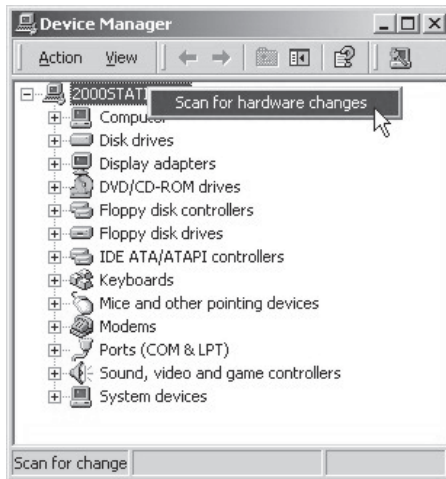 Device Manager
Action View
2000STATI
Scan for hardware changes
Computer
Disk drives
Display adapters
DVD/CD-ROM drives
Floppy disk controllers
Floppy disk drives
IDE ATA/ATAPI controllers
Keyboards
Mice and other pointing devices
Modems
Ports (COM & LPT)
Sound, video and game controllers
System devices
Scan for change